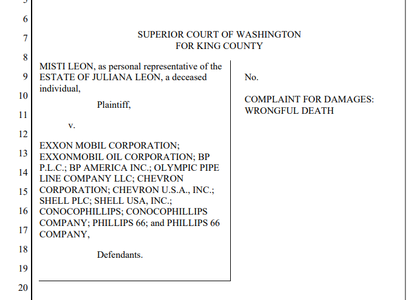 6
7
SUPERIOR COURT OF WASHINGTON
FOR KING COUNTY
8
MISTI LEON, as personal representative of the
9
ESTATE OF JULIANA LEON, a deceased
No.
individual,
10
COMPLAINT FOR DAMAGES:
Plaintiff,
WRONGFUL DEATH
11
v.
12
EXXON MOBIL CORPORATION;
13
EXXONMOBIL OIL CORPORATION; BP
P.L.C.; BP AMERICA INC.; OLYMPIC PIPE
14
LINE COMPANY LLC; CHEVRON
CORPORATION; CHEVRON U.S.A., INC.;
15
SHELL PLC; SHELL USA, INC.;
16
CONOCOPHILLIPS; CONOCOPHILLIPS
COMPANY; PHILLIPS 66; and PHILLIPS 66
17
COMPANY,
18
Defendants.
19
20